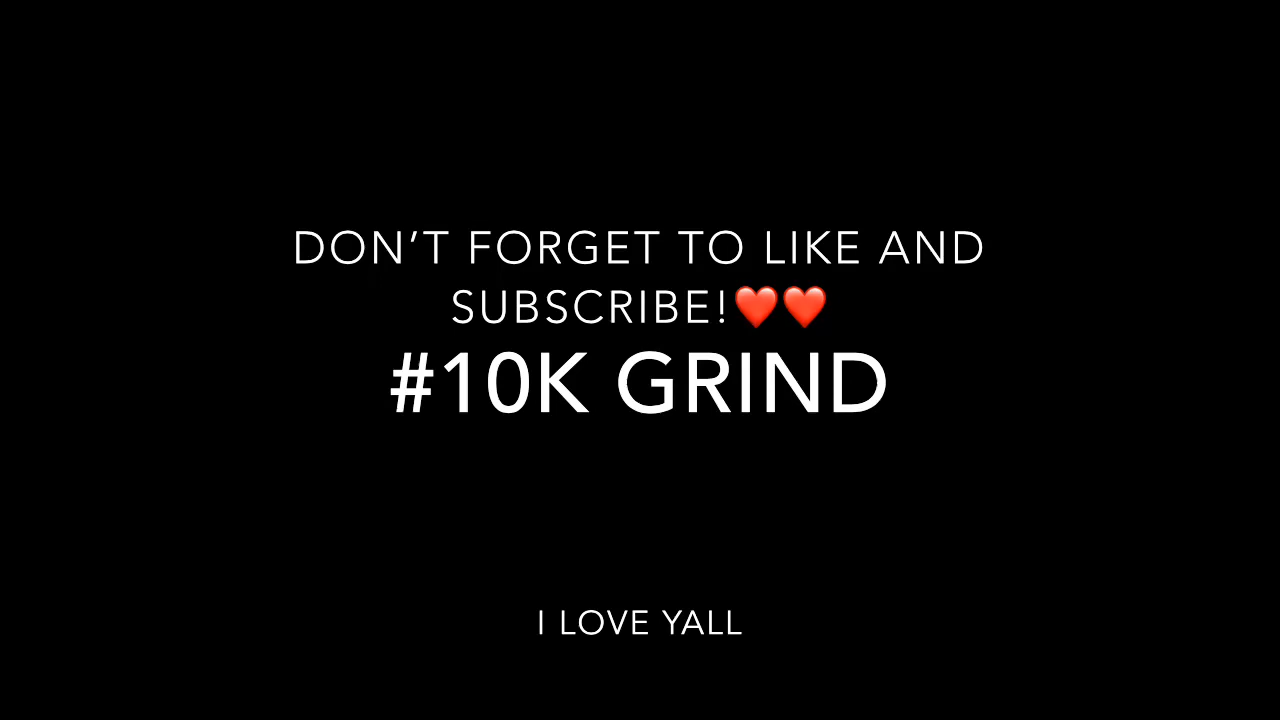 DON’T FORGET TO LIKE AND
SUBSCRIBE!❤️❤️
#10K GRIND
I LOVE YALL